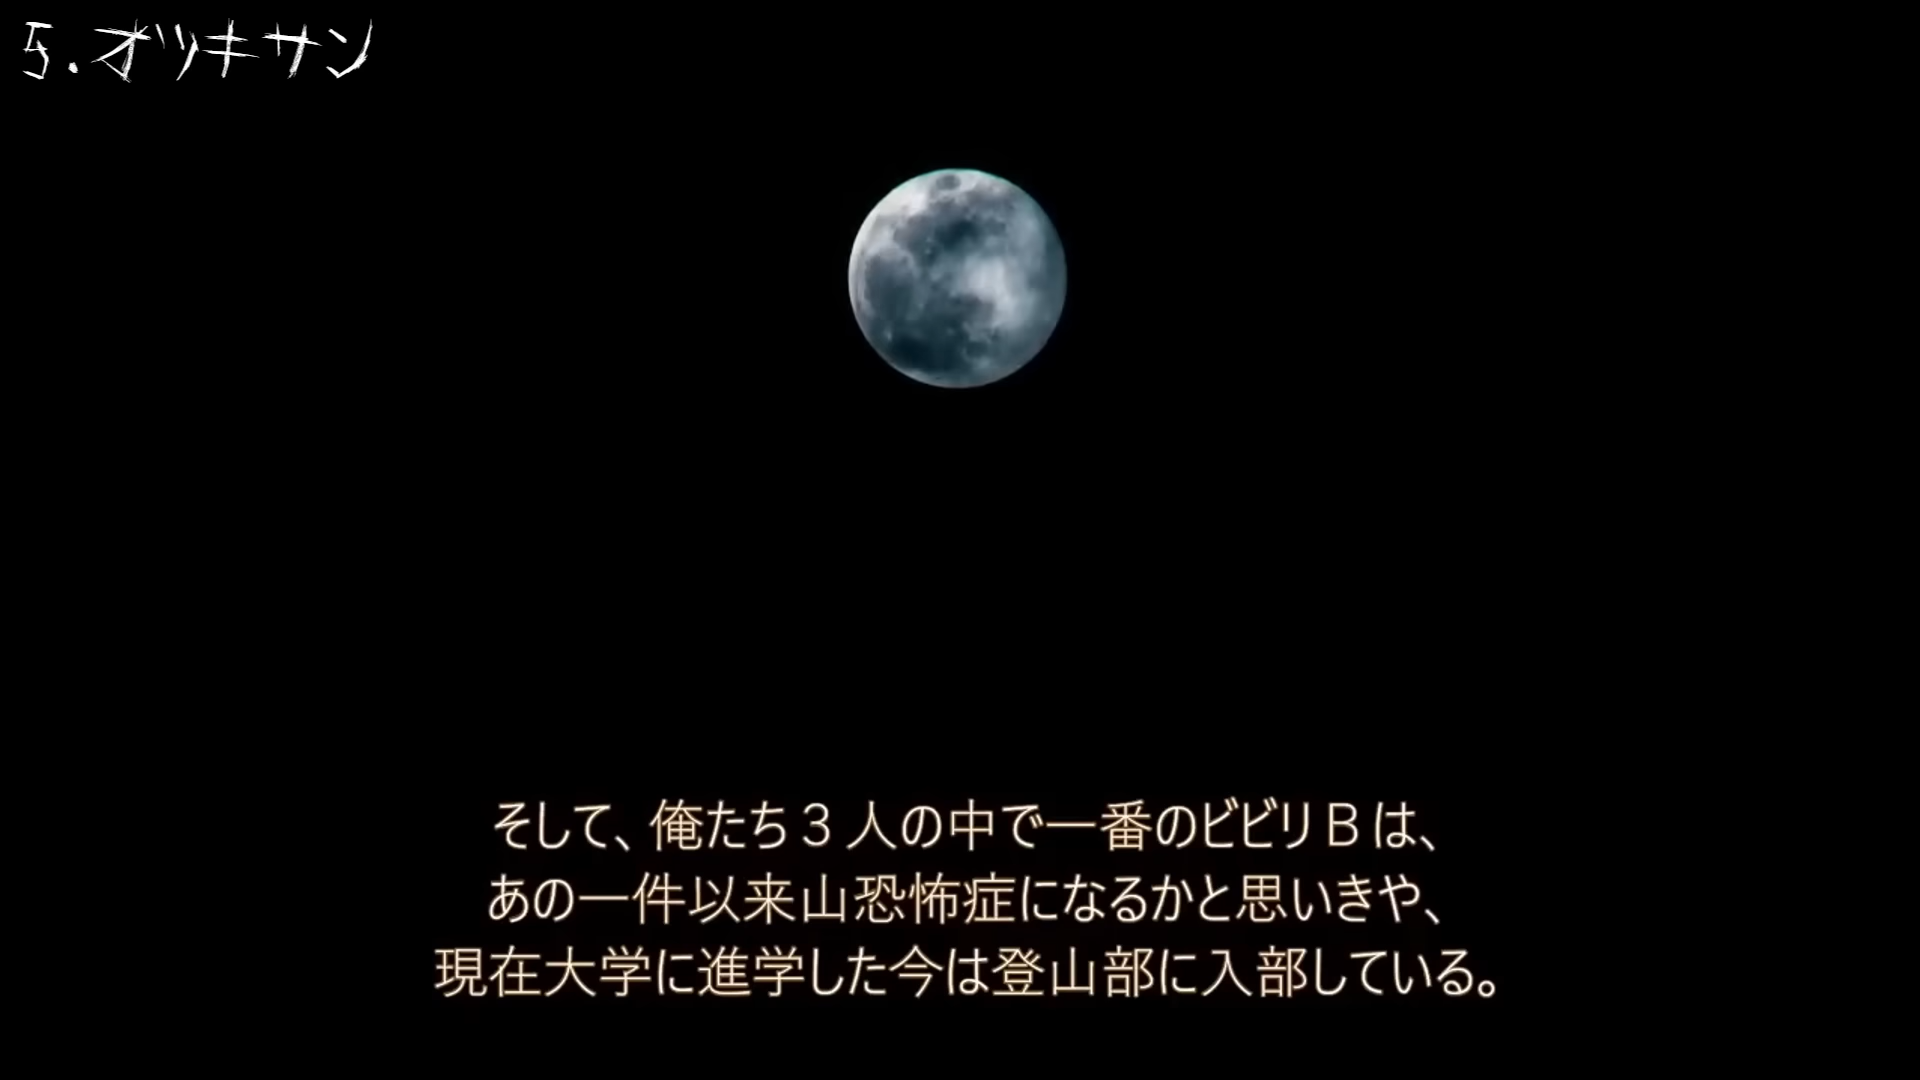 5.オツキサン
そして、俺たち３人の中で一番のビビリＢは、
あの一件以来山恐怖症になるかと思いきや、
現在大学に進学した今は登山部に入部している。